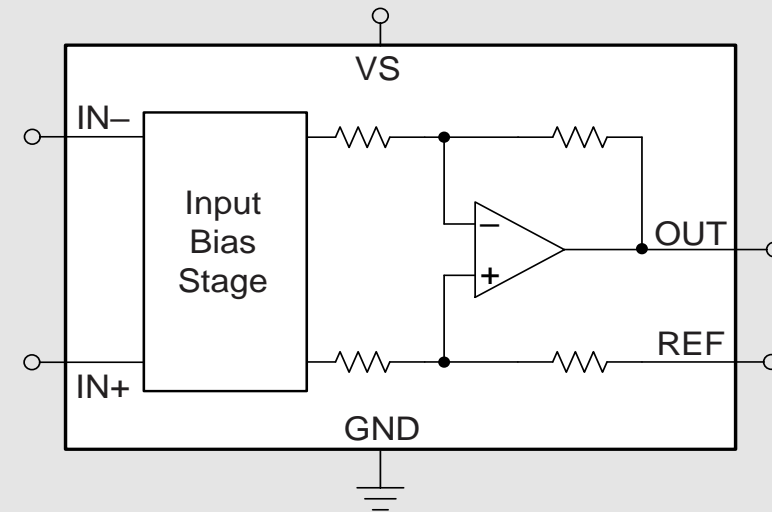 VS
IN–
Input
Bias
Stage
–
OUT
+
REF
IN+
GND